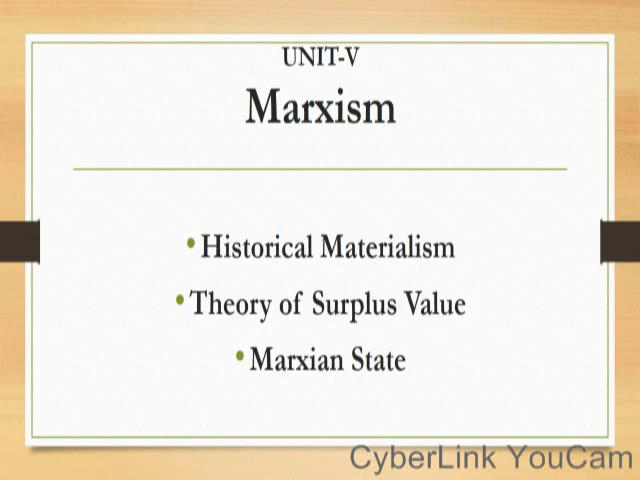 UNIT-V
Marxism
• Historical Materialism
• Theory of Surplus Value
• Marxian State
CyberLink YouCam